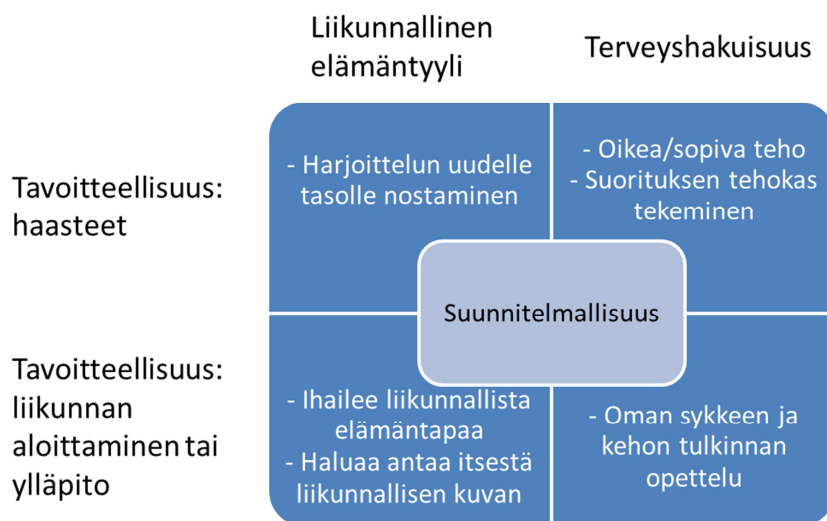 Liikunnallinen
elämäntyyli
Terveyshakuisuus
Tavoitteellisuus:
haasteet
- Harjoittelun uudelle
tasolle nostaminen
- Oikea/sopiva teho
- Suorituksen tehokas
tekeminen
Suunnitelmallisuus
Tavoitteellisuus:
liikunnan
aloittaminen tai
ylläpito
- Ihailee liikunnallista
elämäntapaa
- Haluaa antaa itsestä
liikunnallisen kuvan
- Oman sykkeen ja
kehon tulkinnan
opettelu